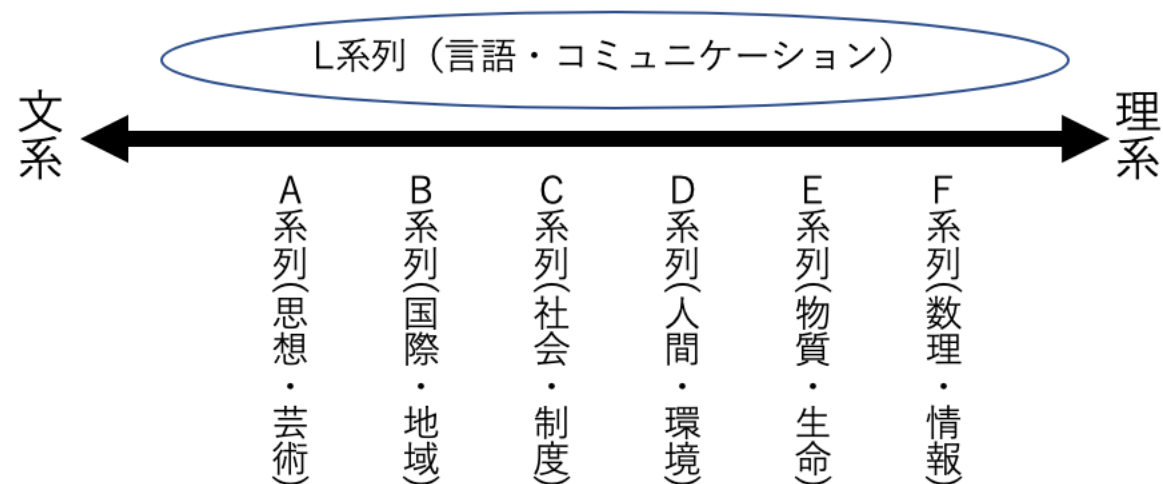 L系列（言語・コミュニケーション）
文系
理系
A系列（思想・芸術）
B系列（国際・地域）
C系列（社会・制度）
D系列（人間・環境）
E系列（物質・生命）
F系列（数理・情報）